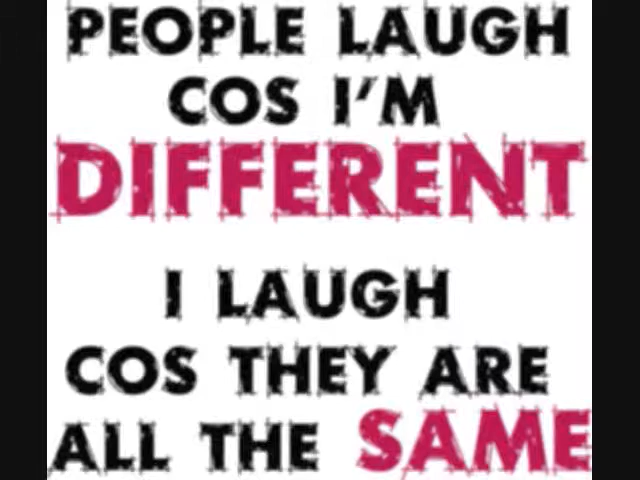 PEOPLE LAUGH
COS I'M
DIFFERENT
I LAUGH
COS THEY ARE
ALL THE SAME